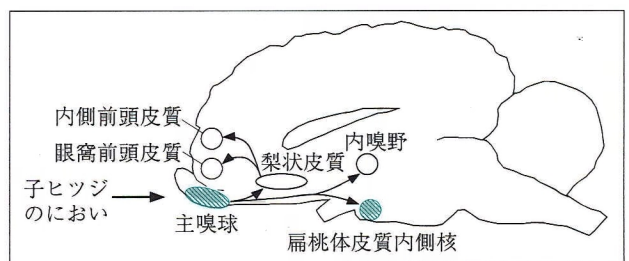 内側前頭皮質
眼窩前頭皮質
子ヒツジ
のにおい
主嗅球
梨状皮質
内嗅野
扁桃体皮質内側核